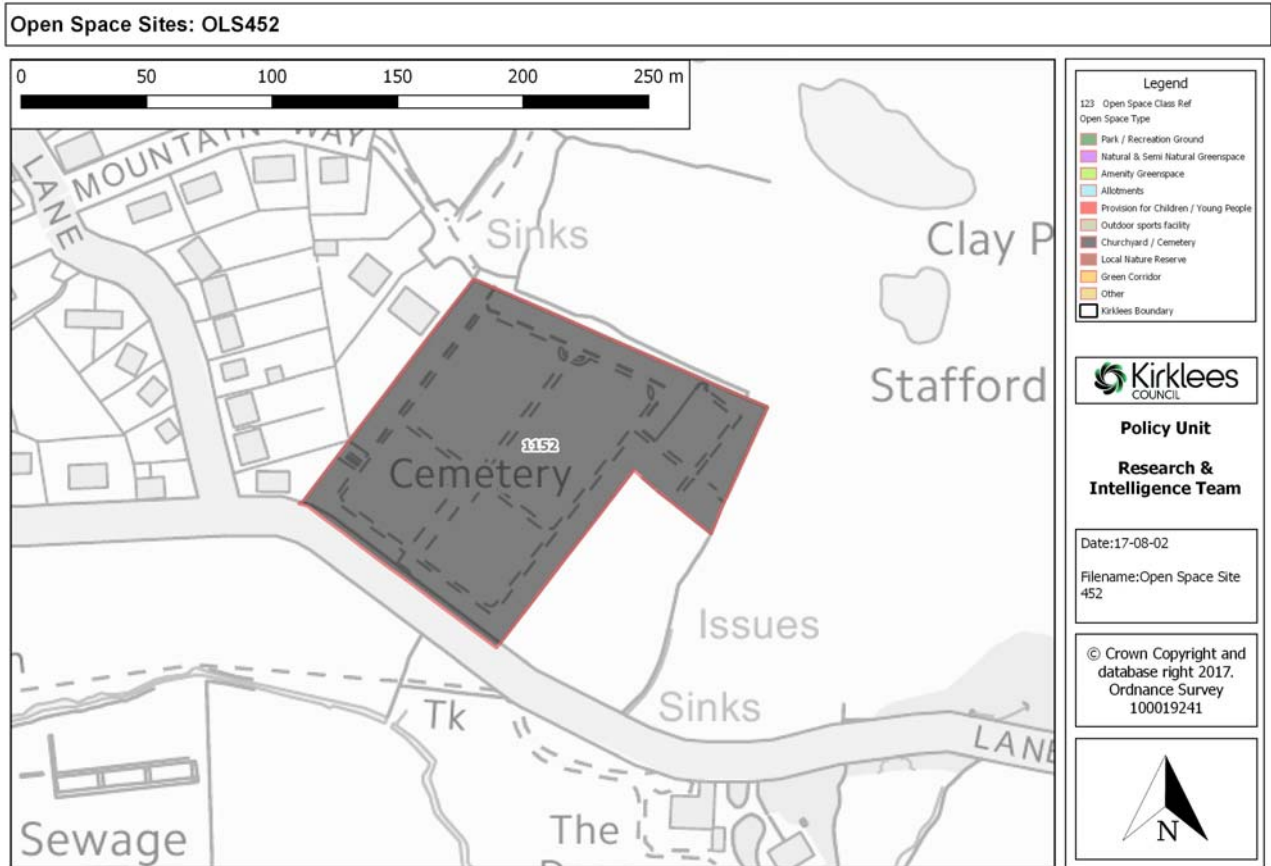 Open Space Sites: OLS452
0 50 100 150 200 250 m
MOUNTAIN WAY
LANE
Sinks
Clay P
Stafford
1152
Cemetery
Issues
Sinks
Tk
LANE
Sewage
The
Legend
123 Open Space Class Ref
Open Space Type
Park / Recreation Ground
Natural & Semi Natural Greenspace
Amenity Greenspace
Allotments
Provision for Children / Young People
Outdoor sports facility
Churchyard / Cemetery
Local Nature Reserve
Green Corridor
Other
Kirklees Boundary
Kirklees
COUNCIL
Policy Unit
Research &
Intelligence Team
Date:17-08-02
Filename:Open Space Site
452
© Crown Copyright and
database right 2017.
Ordnance Survey
100019241
N